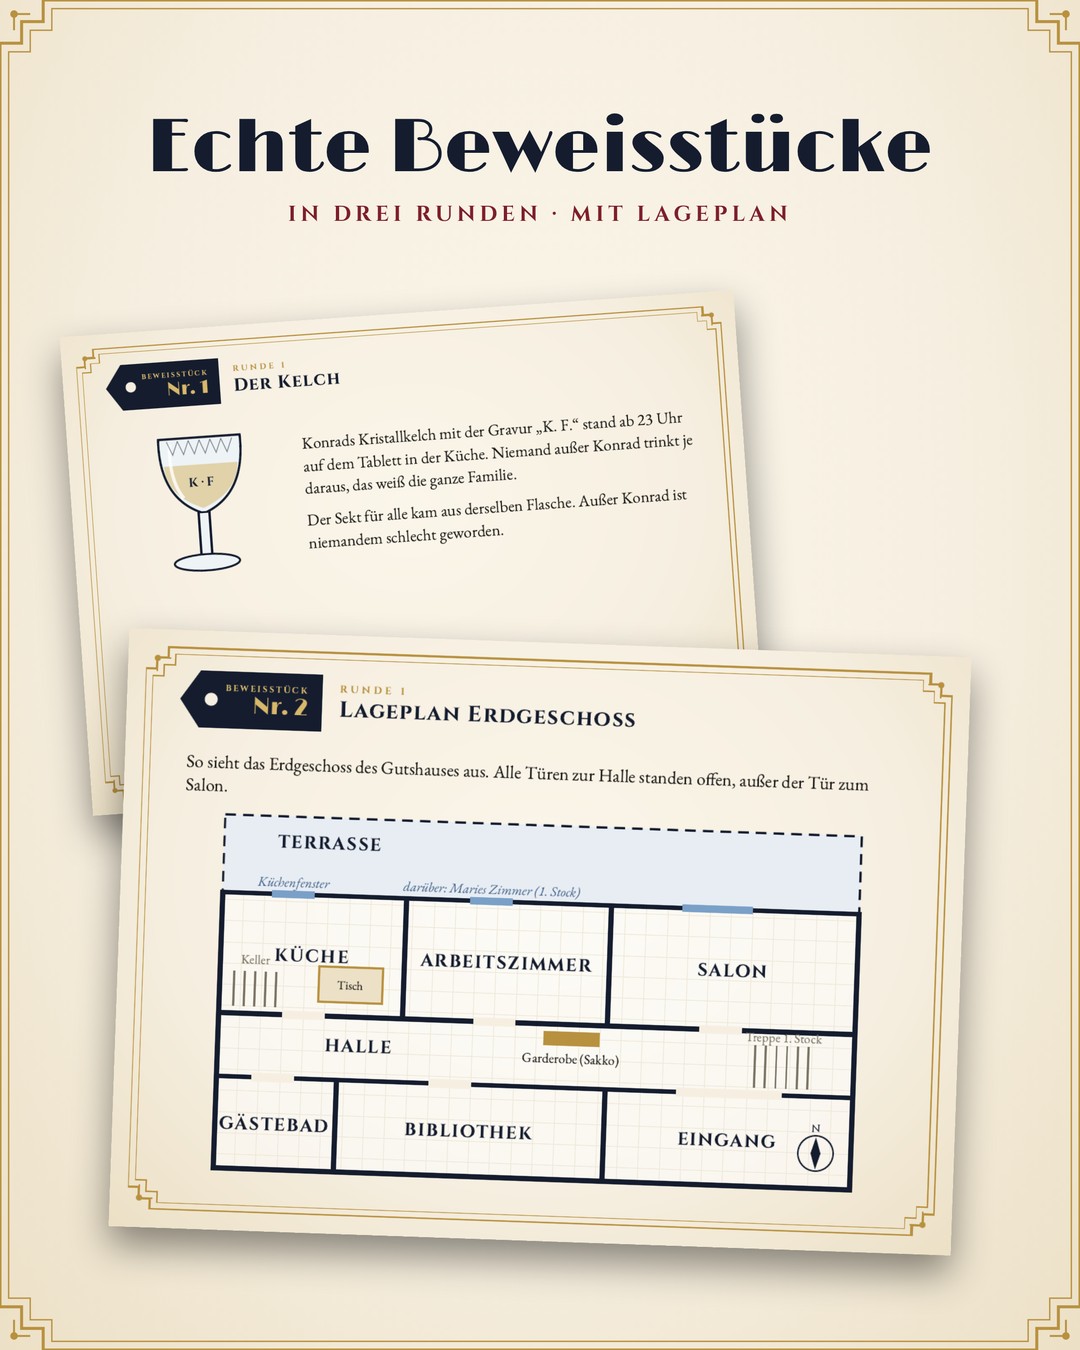 Echte Beweisstücke
IN DREI RUNDEN · MIT LAGEPLAN
BEWEISSTÜCK
Nr. 1
RUNDE 1
DER KELCH
K · F
Konrads Kristallkelch mit der Gravur „K. F.“ stand ab 23 Uhr
auf dem Tablett in der Küche. Niemand außer Konrad trinkt je
daraus, das weiß die ganze Familie.
Der Sekt für alle kam aus derselben Flasche. Außer Konrad ist
niemandem schlecht geworden.
BEWEISSTÜCK
Nr. 2
RUNDE 1
LAGEPLAN ERDGESCHOSS
So sieht das Erdgeschoss des Gutshauses aus. Alle Türen zur Halle standen offen, außer der Tür zum
Salon.
TERRASSE
Küchenfenster
darüber: Maries Zimmer (1. Stock)
Keller
KÜCHE
Tisch
ARBEITSZIMMER
SALON
HALLE
Garderobe (Sakko)
Treppe 1. Stock
GÄSTEBAD
BIBLIOTHEK
EINGANG
N